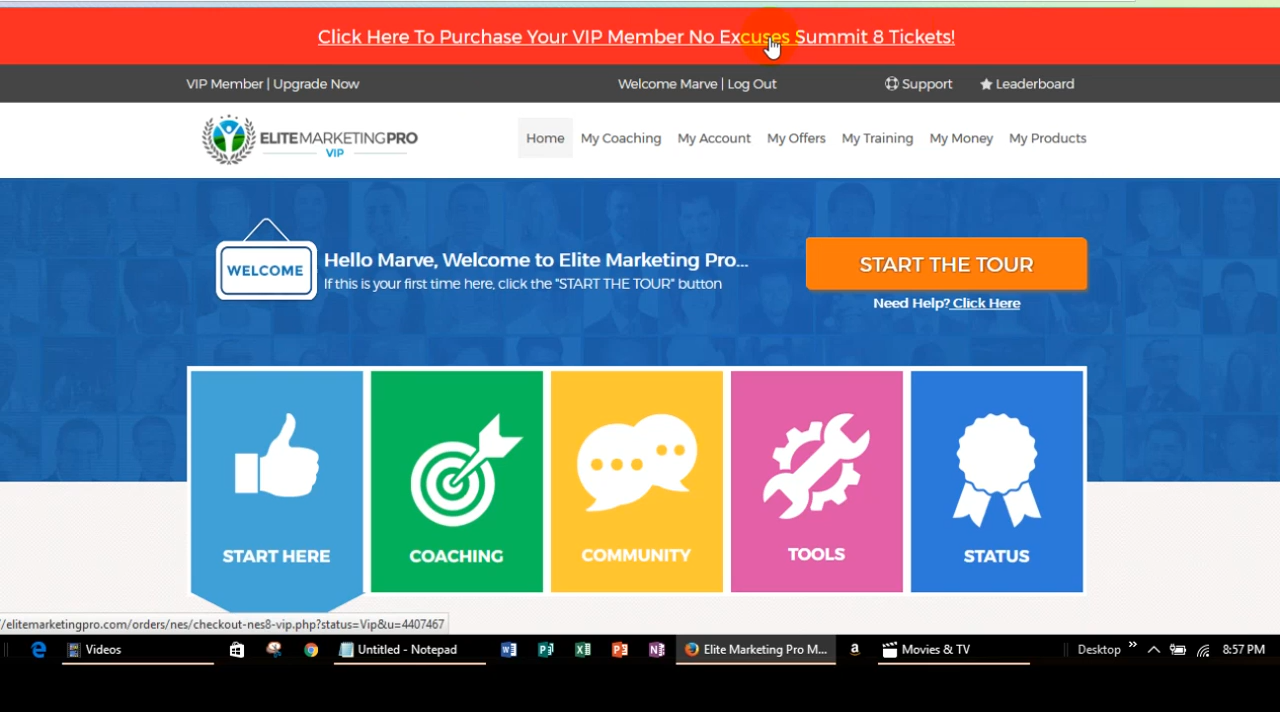 Click Here To Purchase Your VIP Member No Excuses Summit 8 Tickets!
VIP Member | Upgrade Now
Welcome Marve | Log Out
Support
Leaderboard
ELITEMARKETINGPRO
VIP
Home
My Coaching
My Account
My Offers
My Training
My Money
My Products
WELCOME
Hello Marve, Welcome to Elite Marketing Pro...
If this is your first time here, click the "START THE TOUR" button
START THE TOUR
Need Help? Click Here
START HERE
COACHING
COMMUNITY
TOOLS
STATUS
/elitemarketingpro.com/orders/nes/checkout-nes8-vip.php?status=Vip&u=4407467
Videos
Untitled - Notepad
Elite Marketing Pro M...
Movies & TV
Desktop
8:57 PM